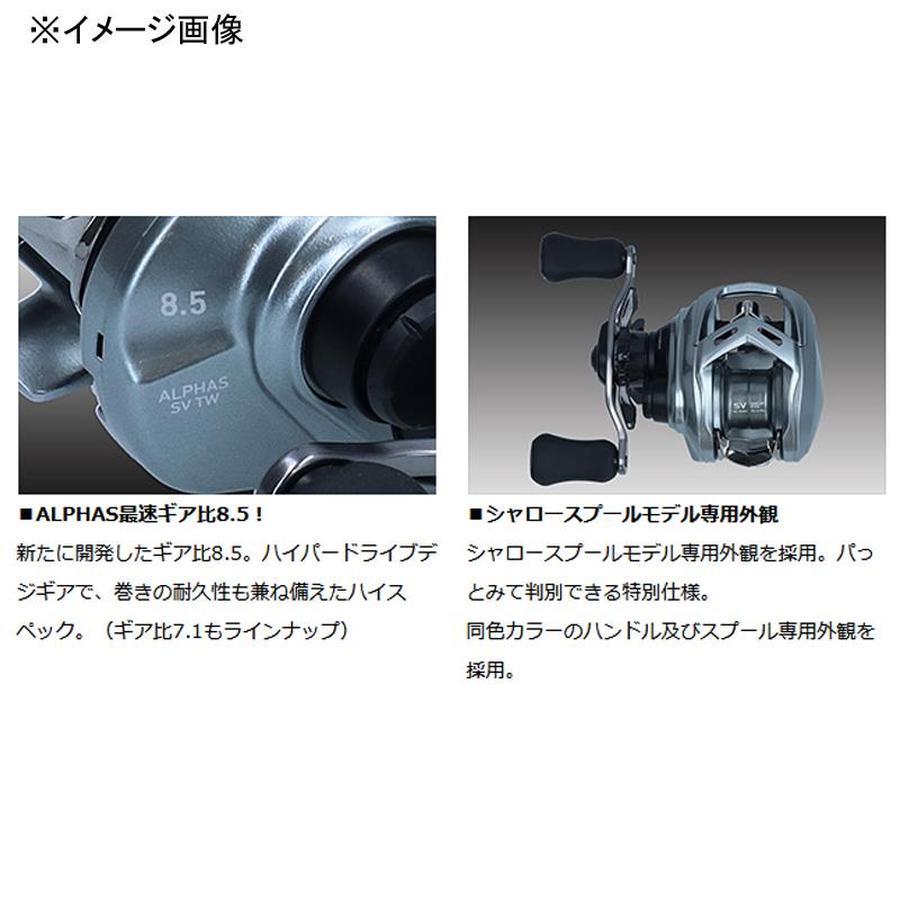 ※イメージ画像
8.5
ALPHAS
SV TW
SV
■ALPHAS最速ギア比8.5！
新たに開発したギア比8.5。ハイパードライブデ
ジギアで、巻きの耐久性も兼ね備えたハイス
ペック。（ギア比7.1もラインナップ）
■シャロースプールモデル専用外観
シャロースプールモデル専用外観を採用。パっ
とみて判別できる特別仕様。
同色カラーのハンドル及びスプール専用外観を
採用。